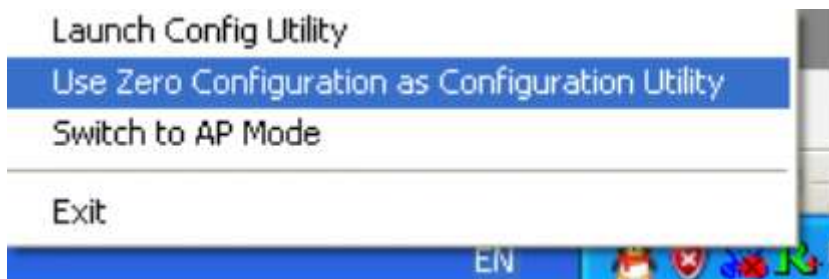 Launch Config Utility
Use Zero Configuration as Configuration Utility
Switch to AP Mode
Exit
EN